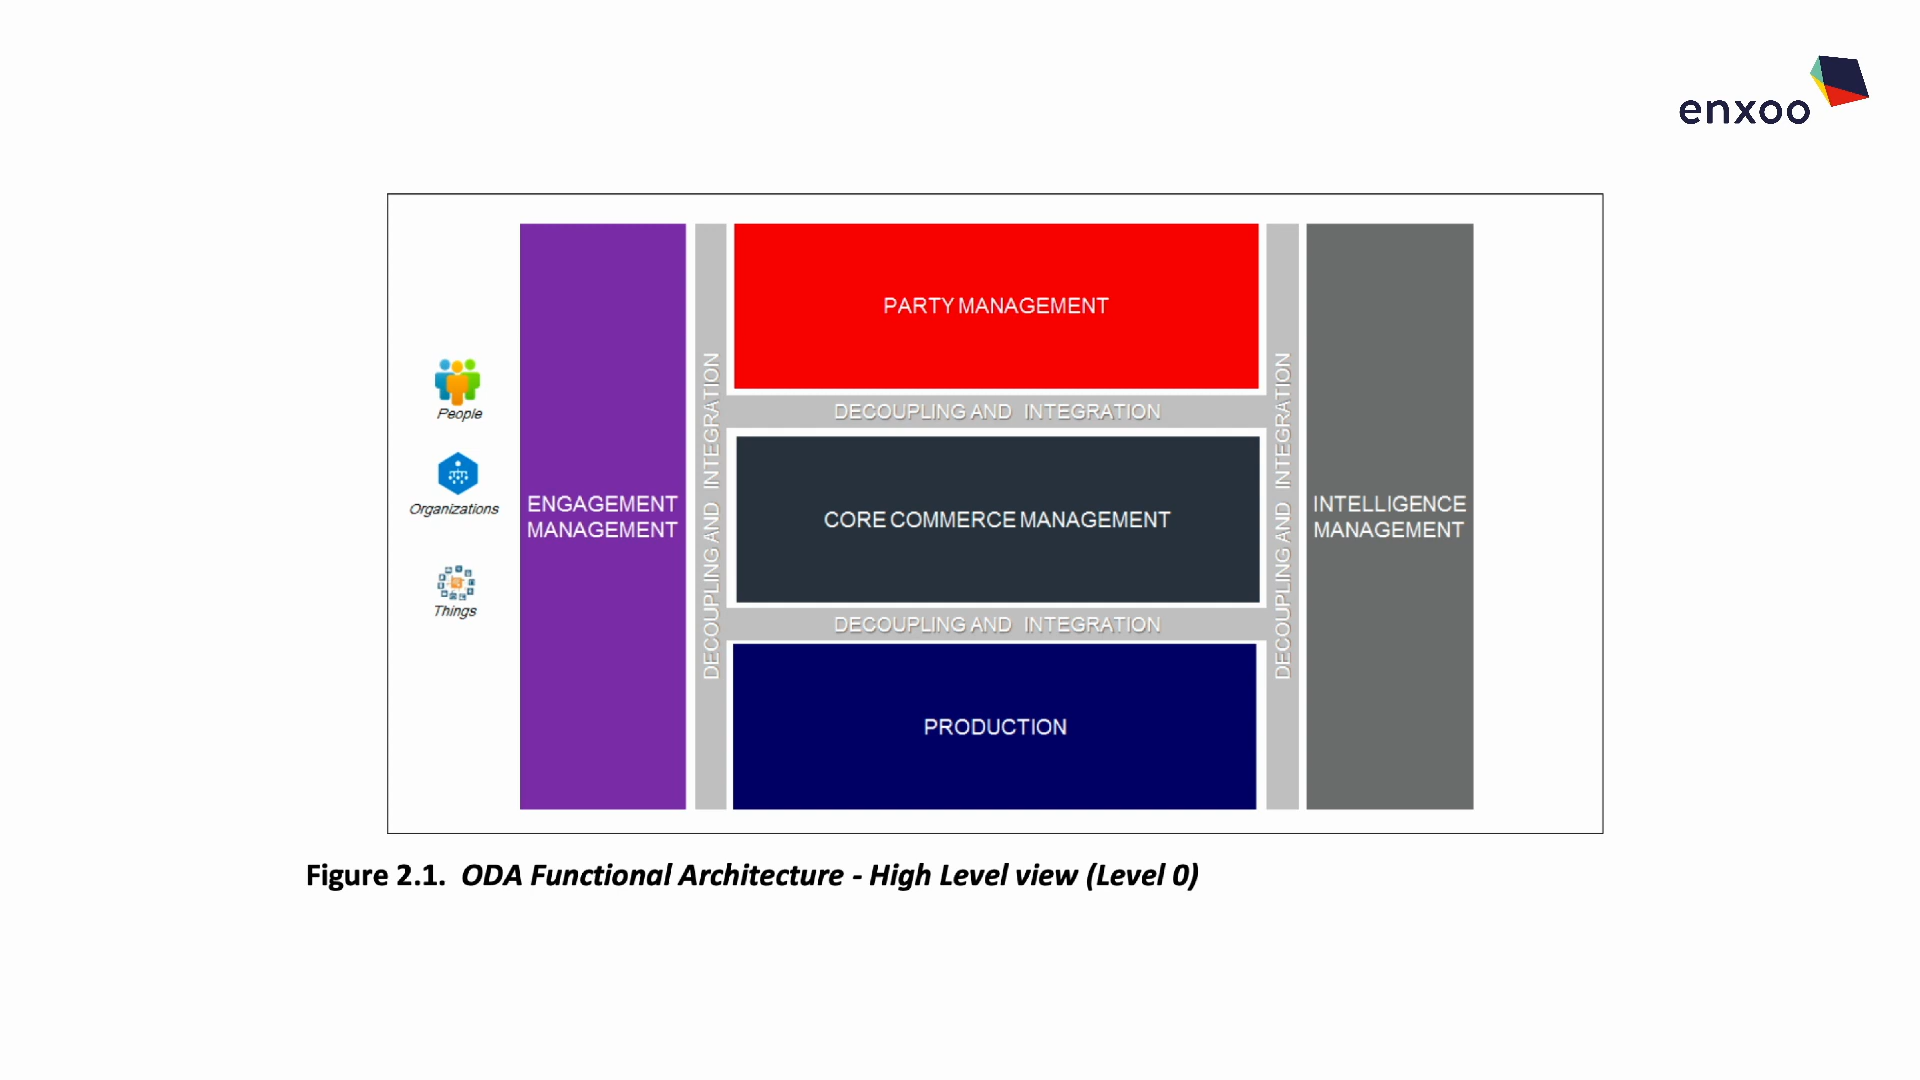 enxoo
People
Organizations
Things
ENGAGEMENT
MANAGEMENT
DECOUPLING AND INTEGRATION
PARTY MANAGEMENT
DECOUPLING AND INTEGRATION
CORE COMMERCE MANAGEMENT
DECOUPLING AND INTEGRATION
PRODUCTION
DECOUPLING AND INTEGRATION
INTELLIGENCE
MANAGEMENT
Figure 2.1. ODA Functional Architecture - High Level view (Level 0)